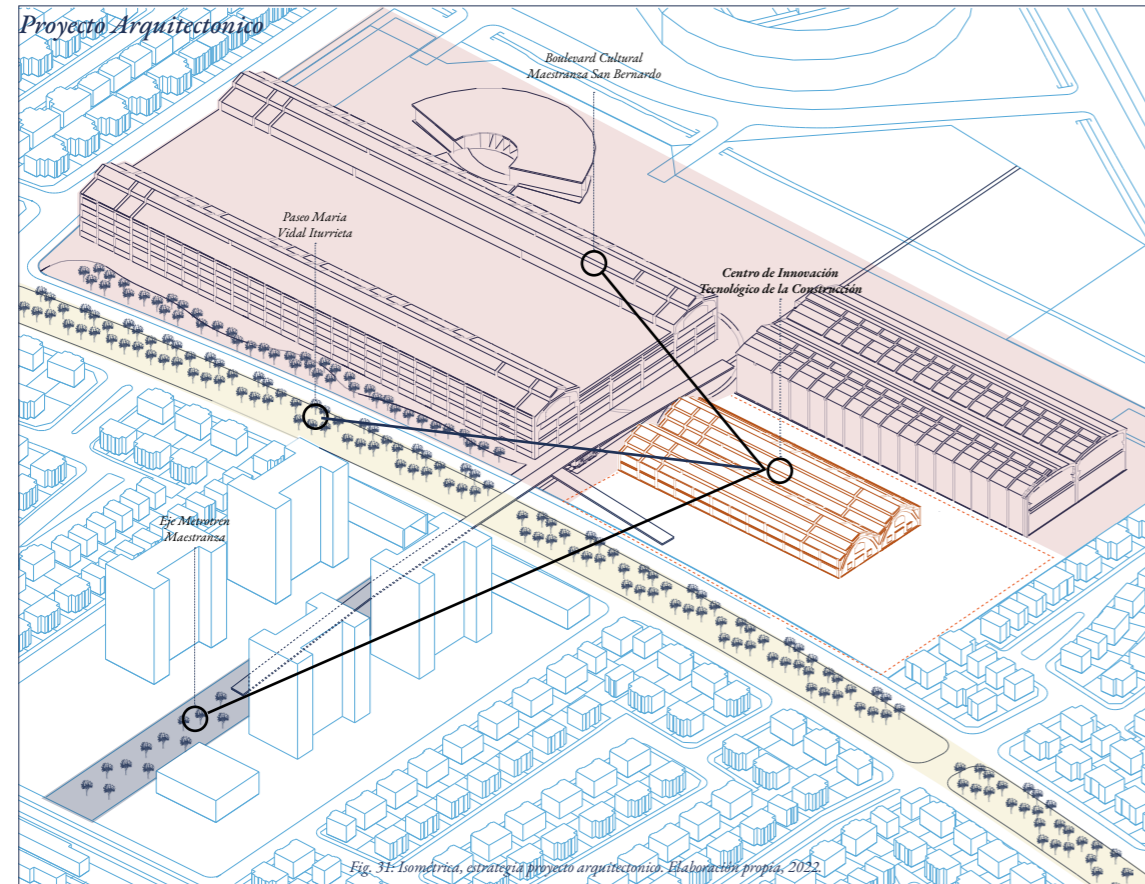 Proyecto Arquitectonico
Boulevard Cultural
Maestranza San Bernardo
Paseo Maria
Vidal Iturrieta
Centro de Innovación
Tecnológico de la Construcción
Eje Metrotren
Maestranza
Fig. 31: Isometrica, estrategia proyecto arquitectonico. Elaboración propia, 2022.